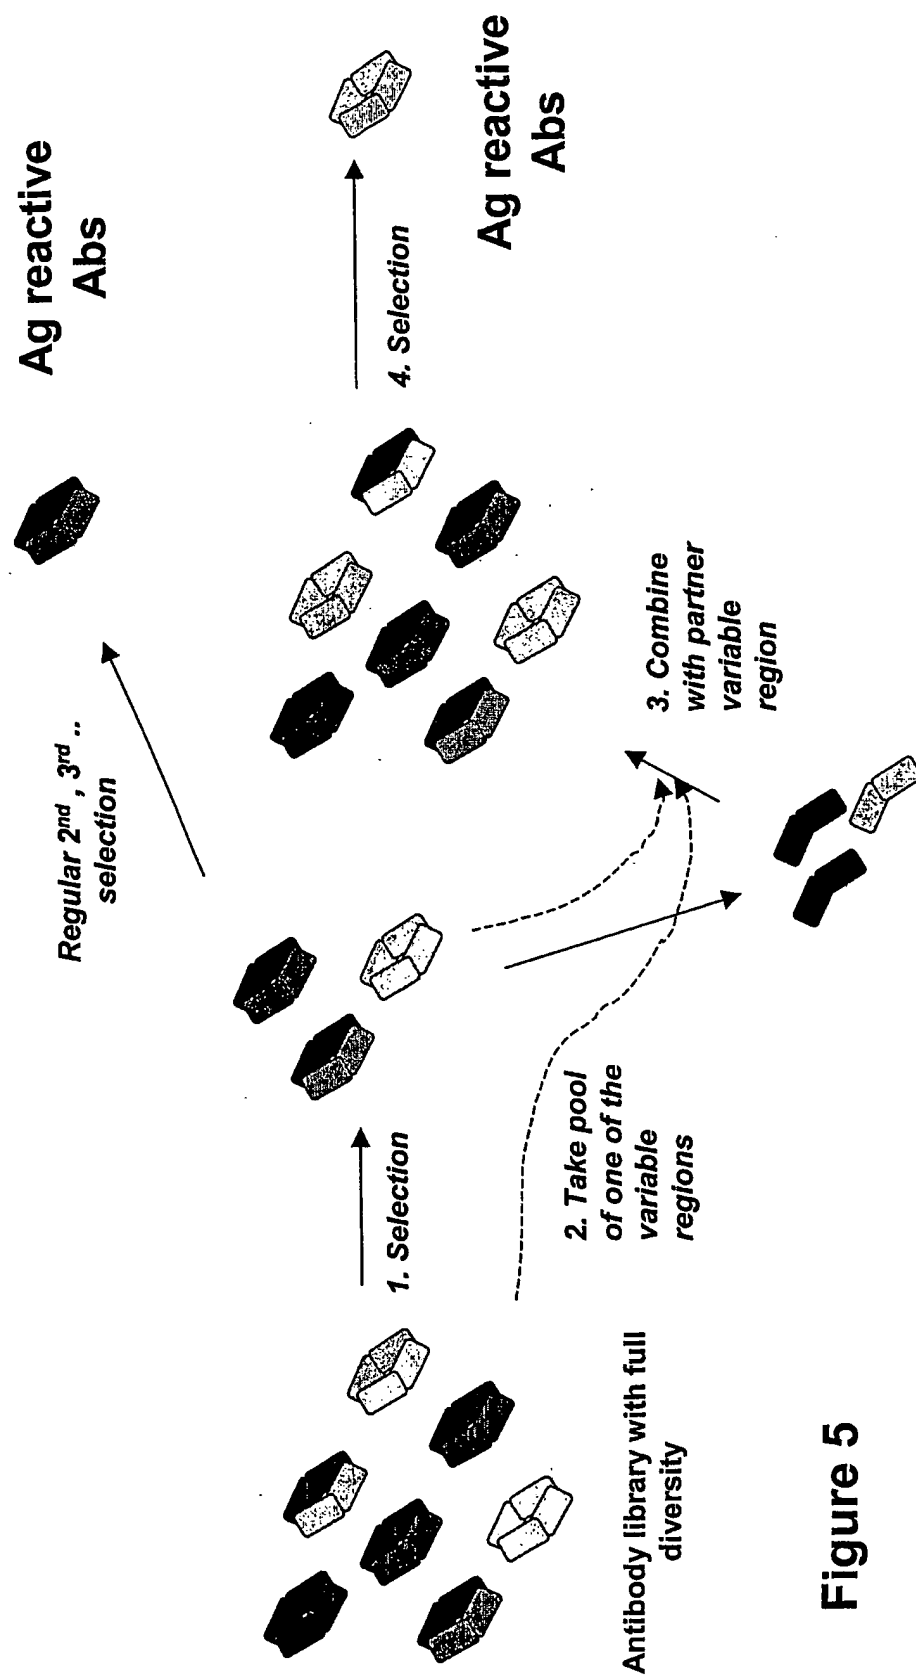 Regular 2nd, 3rd ..
selection
Ag reactive
Abs
1. Selection
4. Selection
Ag reactive
Abs
2. Take pool
of one of the
variable
regions
3. Combine
with partner
variable
region
Antibody library with full
diversity
Figure 5